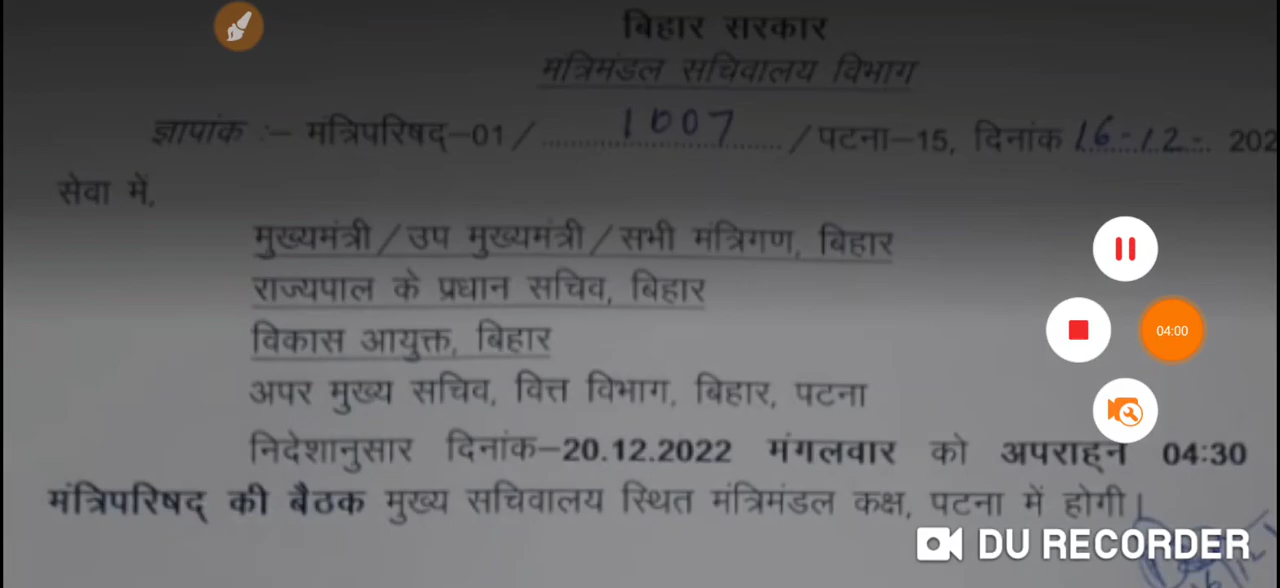 बिहार सरकार
मंत्रिमंडल सचिवालय विभाग
ज्ञापांक :- मंत्रिपरिषद्-01/ 1007 /पटना-15, दिनांक 16-12- 202
सेवा में,
मुख्यमंत्री/उप मुख्यमंत्री/सभी मंत्रिगण, बिहार
राज्यपाल के प्रधान सचिव, बिहार
विकास आयुक्त, बिहार
अपर मुख्य सचिव, वित्त विभाग, बिहार, पटना
निदेशानुसार दिनांक-20.12.2022 मंगलवार को अपराह्न 04:30
मंत्रिपरिषद् की बैठक मुख्य सचिवालय स्थित मंत्रिमंडल कक्ष, पटना में होगी।
04:00
DU RECORDER